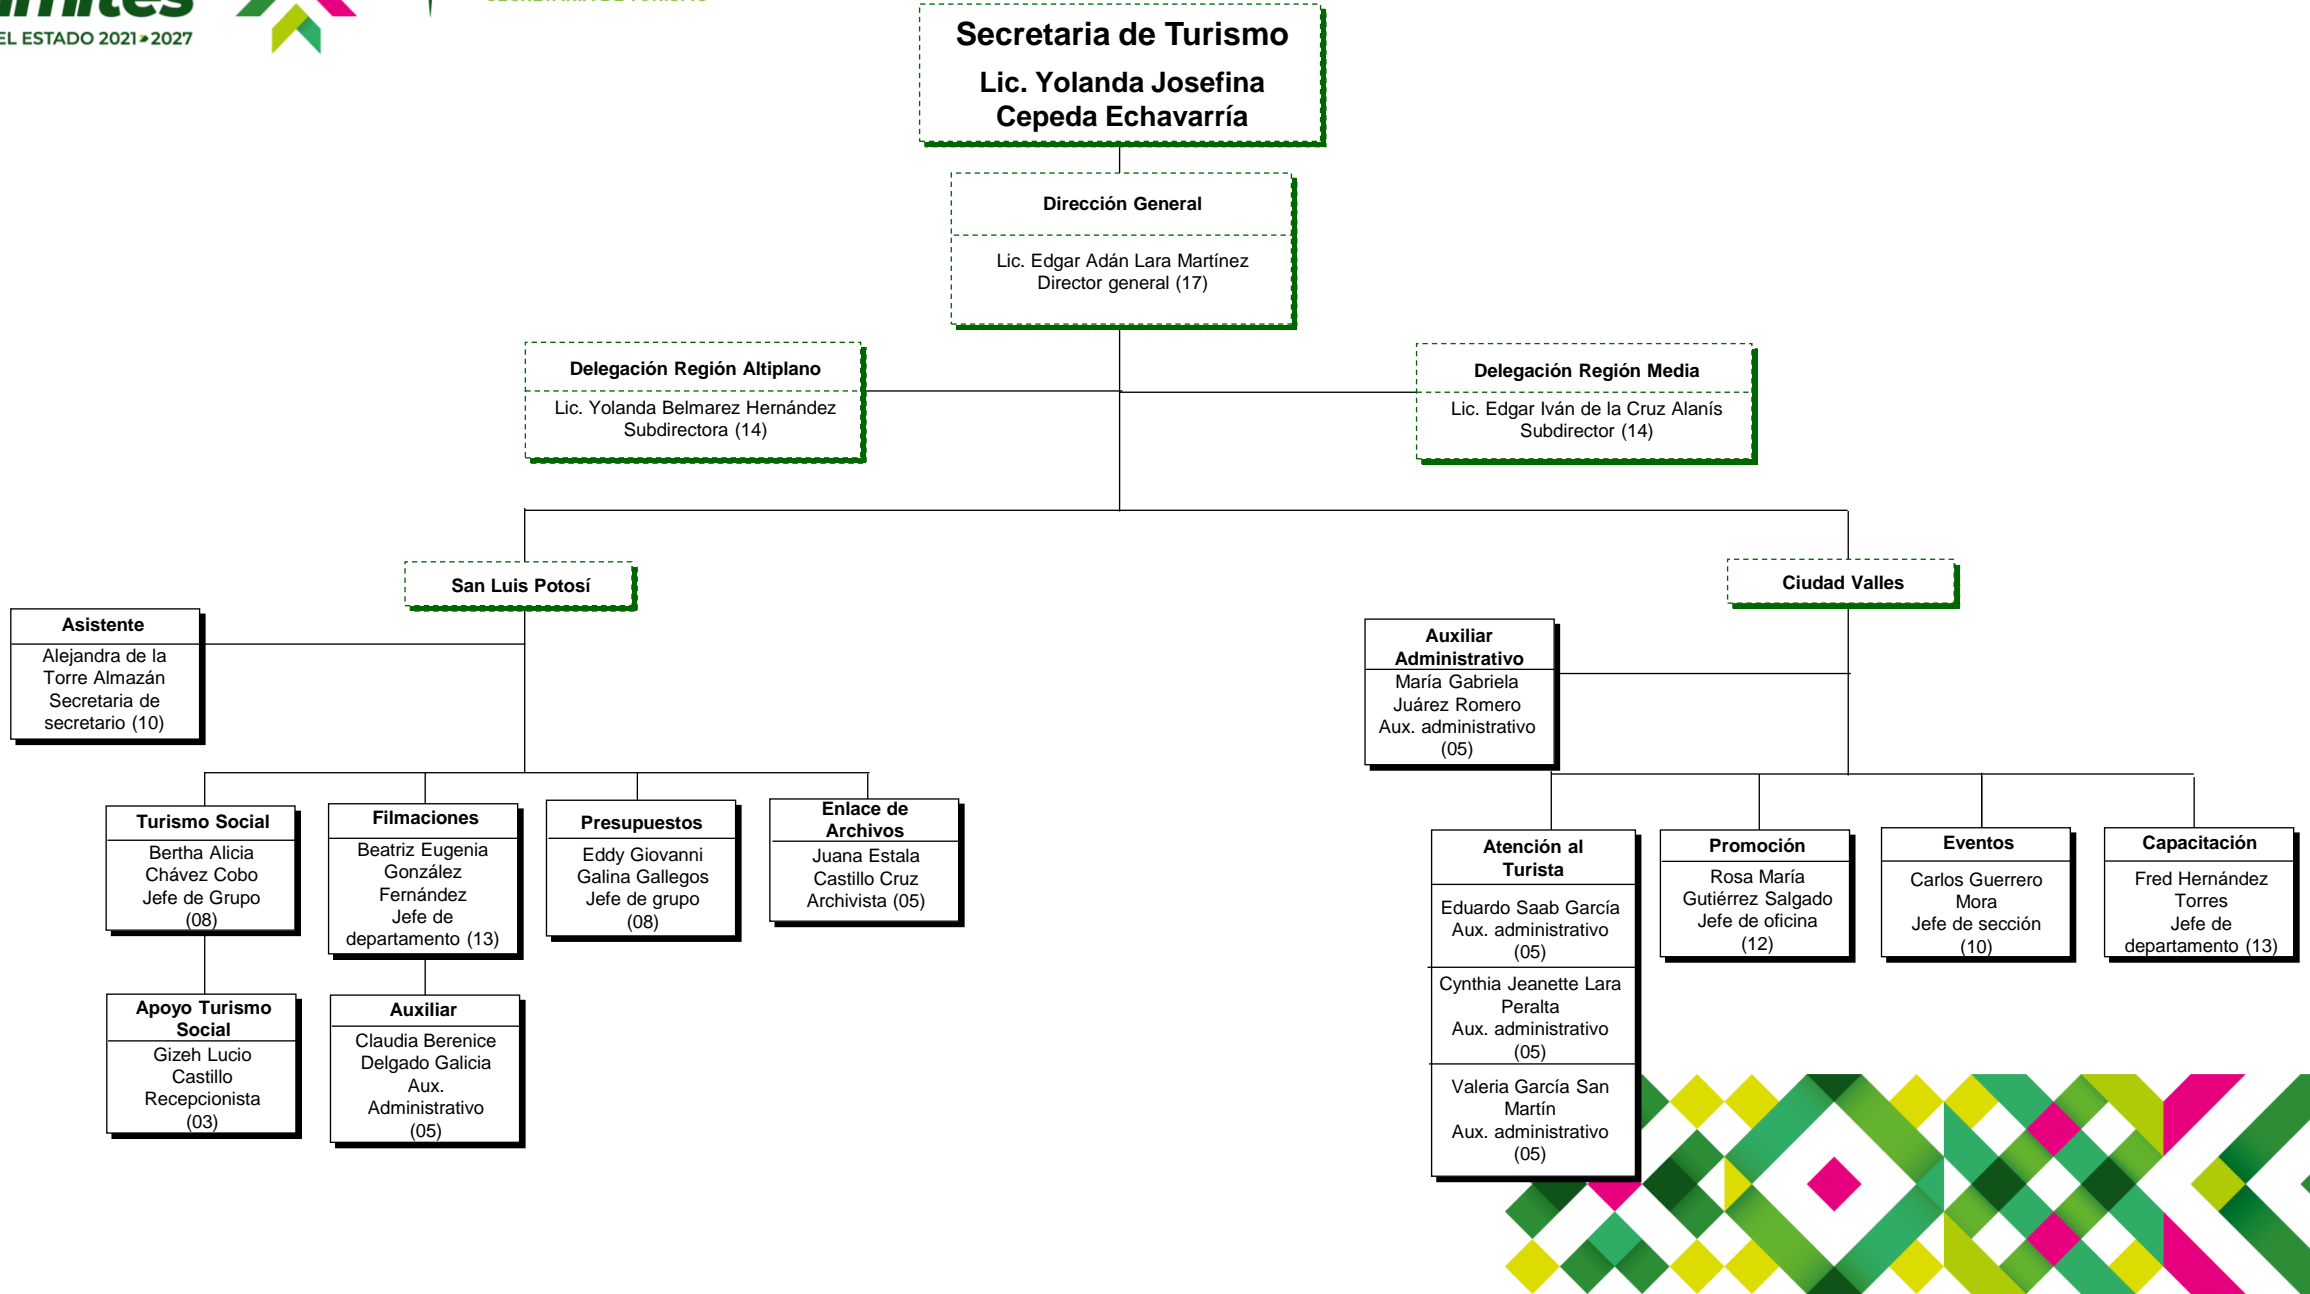 EL ESTADO 2021 2027
Secretaria de Turismo
Lic. Yolanda Josefina
Cepeda Echavarría
Dirección General
Lic. Edgar Adán Lara Martínez
Director general (17)
Delegación Región Altiplano
Lic. Yolanda Belmarez Hernández
Subdirectora (14)
Delegación Región Media
Lic. Edgar Iván de la Cruz Alanís
Subdirector (14)
San Luis Potosí
Ciudad Valles
Asistente
Alejandra de la
Torre Almazán
Secretaria de
secretario (10)
Auxiliar
Administrativo
María Gabriela
Juárez Romero
Aux. administrativo
(05)
Turismo Social
Bertha Alicia
Chávez Cobo
Jefe de Grupo
(08)
Filmaciones
Beatriz Eugenia
González
Fernández
Jefe de
departamento (13)
Presupuestos
Eddy Giovanni
Galina Gallegos
Jefe de grupo
(08)
Enlace de
Archivos
Juana Estala
Castillo Cruz
Archivista (05)
Apoyo Turismo
Social
Gizeh Lucio
Castillo
Recepcionista
(03)
Auxiliar
Claudia Berenice
Delgado Galicia
Aux.
Administrativo
(05)
Atención al
Turista
Eduardo Saab García
Aux. administrativo
(05)
Cynthia Jeanette Lara
Peralta
Aux. administrativo
(05)
Valeria García San
Martín
Aux. administrativo
(05)
Promoción
Rosa María
Gutiérrez Salgado
Jefe de oficina
(12)
Eventos
Carlos Guerrero
Mora
Jefe de sección
(10)
Capacitación
Fred Hernández
Torres
Jefe de
departamento (13)